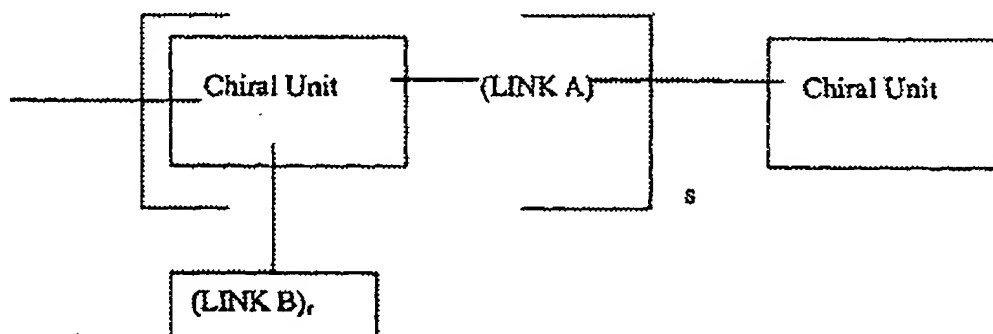 Chiral Unit (LINK A) Chiral Unit
s
(LINK B)r